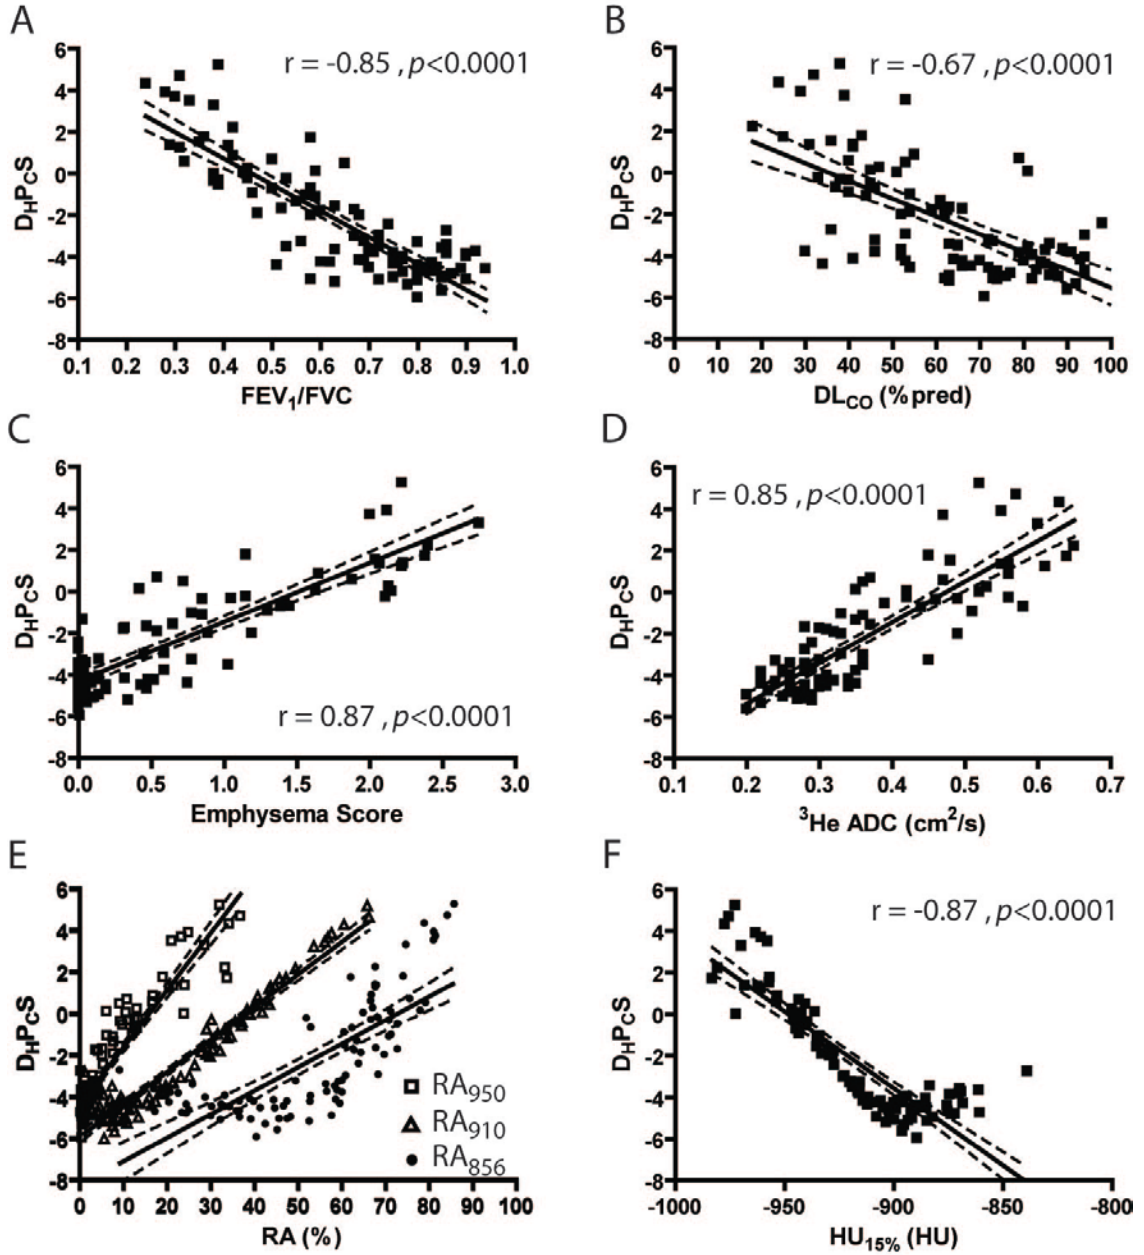 A
B
r = -0.85 , p<0.0001
r = -0.67 , p<0.0001
6
4
2
0
-2
-4
-6
-8
DHPCS
0.1 0.2 0.3 0.4 0.5 0.6 0.7 0.8 0.9 1.0
FEV1/FVC
6
4
2
0
-2
-4
-6
-8
DHPCS
0 10 20 30 40 50 60 70 80 90 100
DLCO (%pred)
C
D
r = 0.87 , p<0.0001
r = 0.85 , p<0.0001
6
4
2
0
-2
-4
-6
-8
DHPCS
0.0 0.5 1.0 1.5 2.0 2.5 3.0
Emphysema Score
6
4
2
0
-2
-4
-6
-8
DHPCS
0.1 0.2 0.3 0.4 0.5 0.6 0.7
3He ADC (cm2/s)
E
F
r = -0.87 , p<0.0001
6
4
2
0
-2
-4
-6
-8
DHPCS
RA950
RA910
RA856
0 10 20 30 40 50 60 70 80 90 100
RA (%)
6
4
2
0
-2
-4
-6
-8
DHPCS
-1000 -950 -900 -850 -800
HU15% (HU)